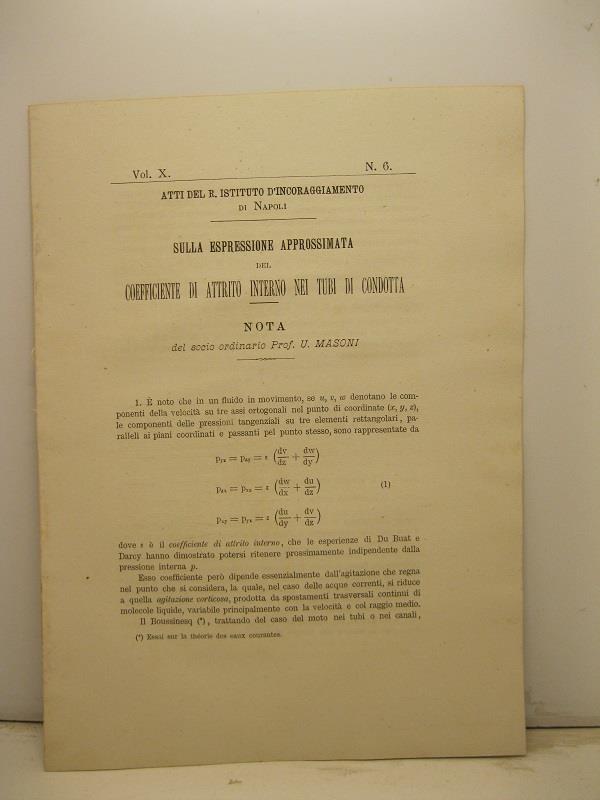 Vol. X. N. 6.
ATTI DEL R. ISTITUTO D'INCORAGGIAMENTO
DI NAPOLI
SULLA ESPRESSIONE APPROSSIMATA
DEL
COEFFICIENTE DI ATTRITO INTERNO NEI TUBI DI CONDOTTA
NOTA
del socio ordinario Prof. U. MASONI
1. È noto che in un fluido in movimento, se u, v, w denotano le com-
ponenti della velocità su tre assi ortogonali nel punto di coordinate (x, y, z),
le componenti delle pressioni tangenziali su tre elementi rettangolari, pa-
ralleli ai piani coordinati e passanti pel punto stesso, sono rappresentate da
p_yz = p_zy = ε (dv/dz + dw/dy)
p_zx = p_xz = ε (dw/dx + du/dz) (1)
p_xy = p_yx = ε (du/dy + dv/dz)
dove ε è il coefficiente di attrito interno, che le esperienze di Du Buat e
Darcy hanno dimostrato potersi ritenere prossimamente indipendente dalla
pressione interna p.
Esso coefficiente però dipende essenzialmente dall'agitazione che regna
nel punto che si considera, la quale, nel caso delle acque correnti, si riduce
a quella agitazione vorticosa, prodotta da spostamenti trasversali continui di
molecole liquide, variabile principalmente con la velocità e col raggio medio.
Il Boussinesq (*), trattando del caso del moto nei tubi o nei canali,
(*) Essai sur la théorie des eaux courantes.